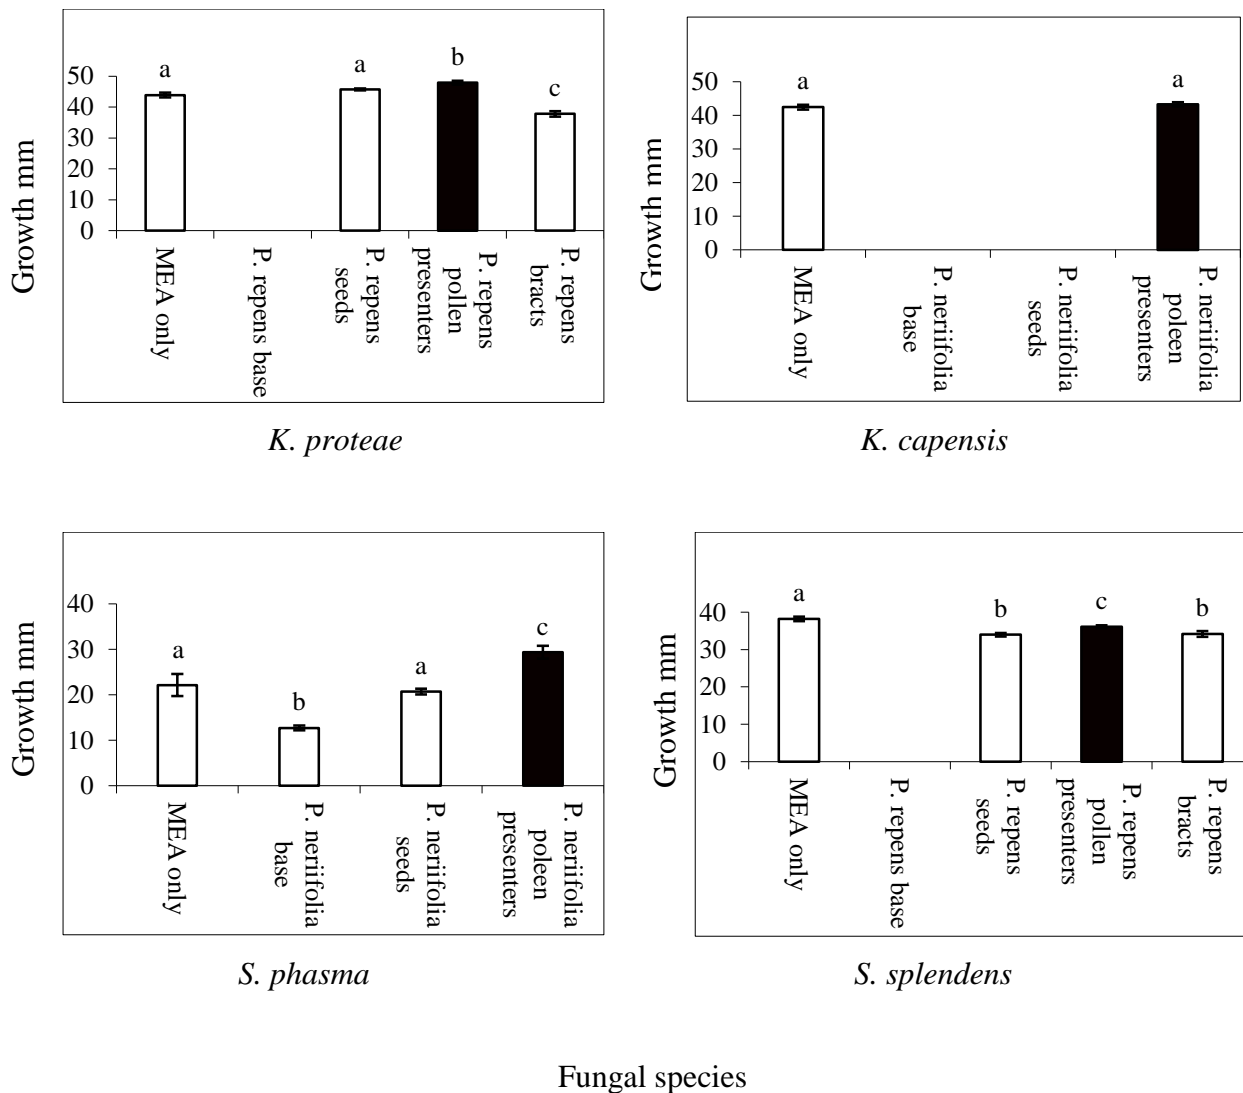 a
a
b
c
50
40
30
20
10
0
Growth mm
MEA only
P. repens base
P. repens
seeds
P. repens
pollen
presenters
P. repens
bracts
K. proteae
a
a
50
40
30
20
10
0
Growth mm
MEA only
P. neriifolia
base
P. neriifolia
seeds
P. neriifolia
poleen
presenters
K. capensis
a
b
a
c
40
30
20
10
0
Growth mm
MEA only
P. neriifolia
base
P. neriifolia
seeds
P. neriifolia
poleen
presenters
S. phasma
a
b
c
b
40
30
20
10
0
Growth mm
MEA only
P. repens base
P. repens
seeds
P. repens
pollen
presenters
P. repens
bracts
S. splendens
Fungal species